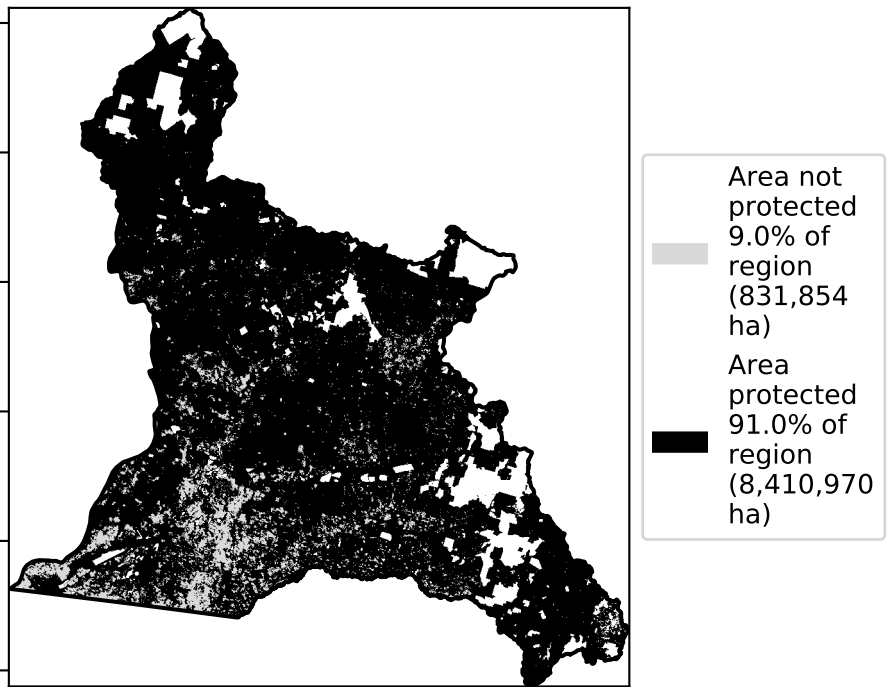 Area not
protected
9.0% of
region
(831,854
ha)
Area
protected
91.0% of
region
(8,410,970
ha)